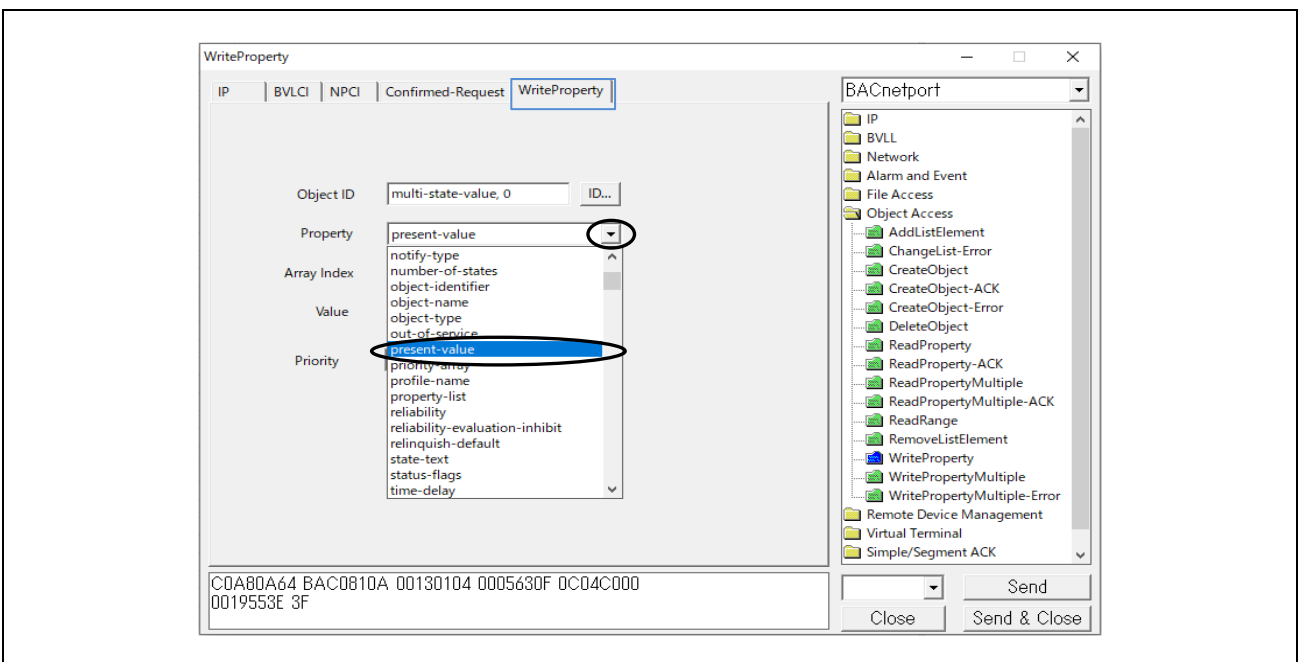 WriteProperty
IP BVLCI NPCI Confirmed-Request WriteProperty
Object ID multi-state-value, 0 ID...
Property present-value
Array Index
Value
Priority
notify-type
number-of-states
object-identifier
object-name
object-type
out-of-service
present-value
priority-array
profile-name
property-list
reliability
reliability-evaluation-inhibit
relinquish-default
state-text
status-flags
time-delay
C0A80A64 BAC0810A 00130104 0005630F 0C04C000
0019553E 3F
BACnetport
IP
BVLL
Network
Alarm and Event
File Access
Object Access
AddListElement
ChangeList-Error
CreateObject
CreateObject-ACK
CreateObject-Error
DeleteObject
ReadProperty
ReadProperty-ACK
ReadPropertyMultiple
ReadPropertyMultiple-ACK
ReadRange
RemoveListElement
WriteProperty
WritePropertyMultiple
WritePropertyMultiple-Error
Remote Device Management
Virtual Terminal
Simple/Segment ACK
Send
Close Send & Close